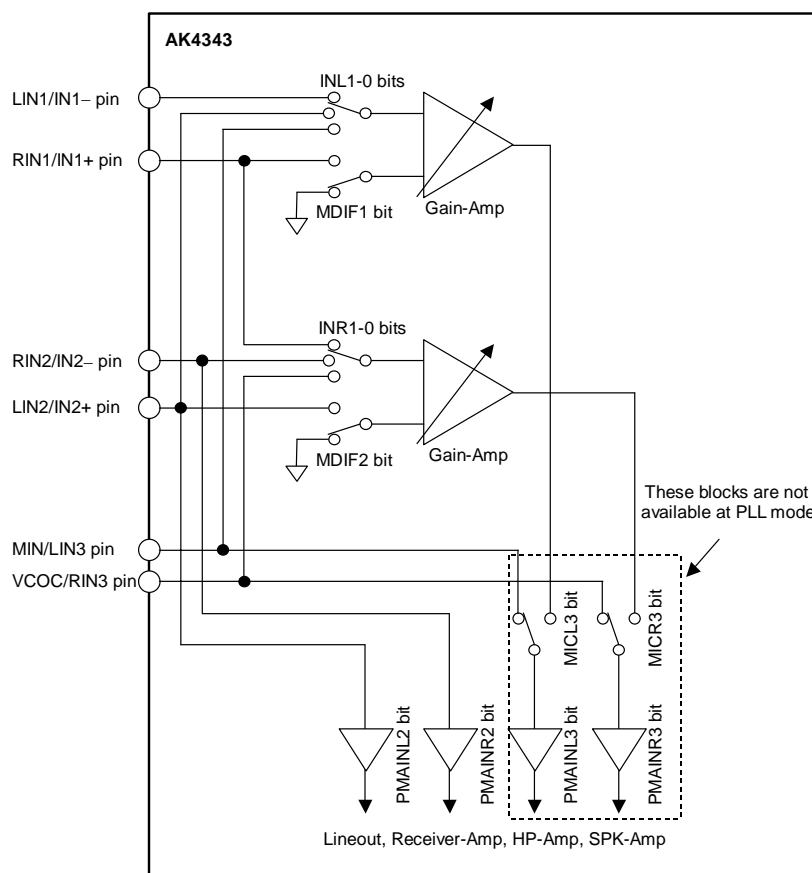 AK4343
LIN1/IN1− pin
INL1-0 bits
RIN1/IN1+ pin
MDIF1 bit
Gain-Amp
INR1-0 bits
RIN2/IN2− pin
LIN2/IN2+ pin
MDIF2 bit
Gain-Amp
These blocks are not
available at PLL mode
MIN/LIN3 pin
VCOC/RIN3 pin
MICL3 bit
MICR3 bit
PMAINL2 bit
PMAINR2 bit
PMAINL3 bit
PMAINR3 bit
Lineout, Receiver-Amp, HP-Amp, SPK-Amp